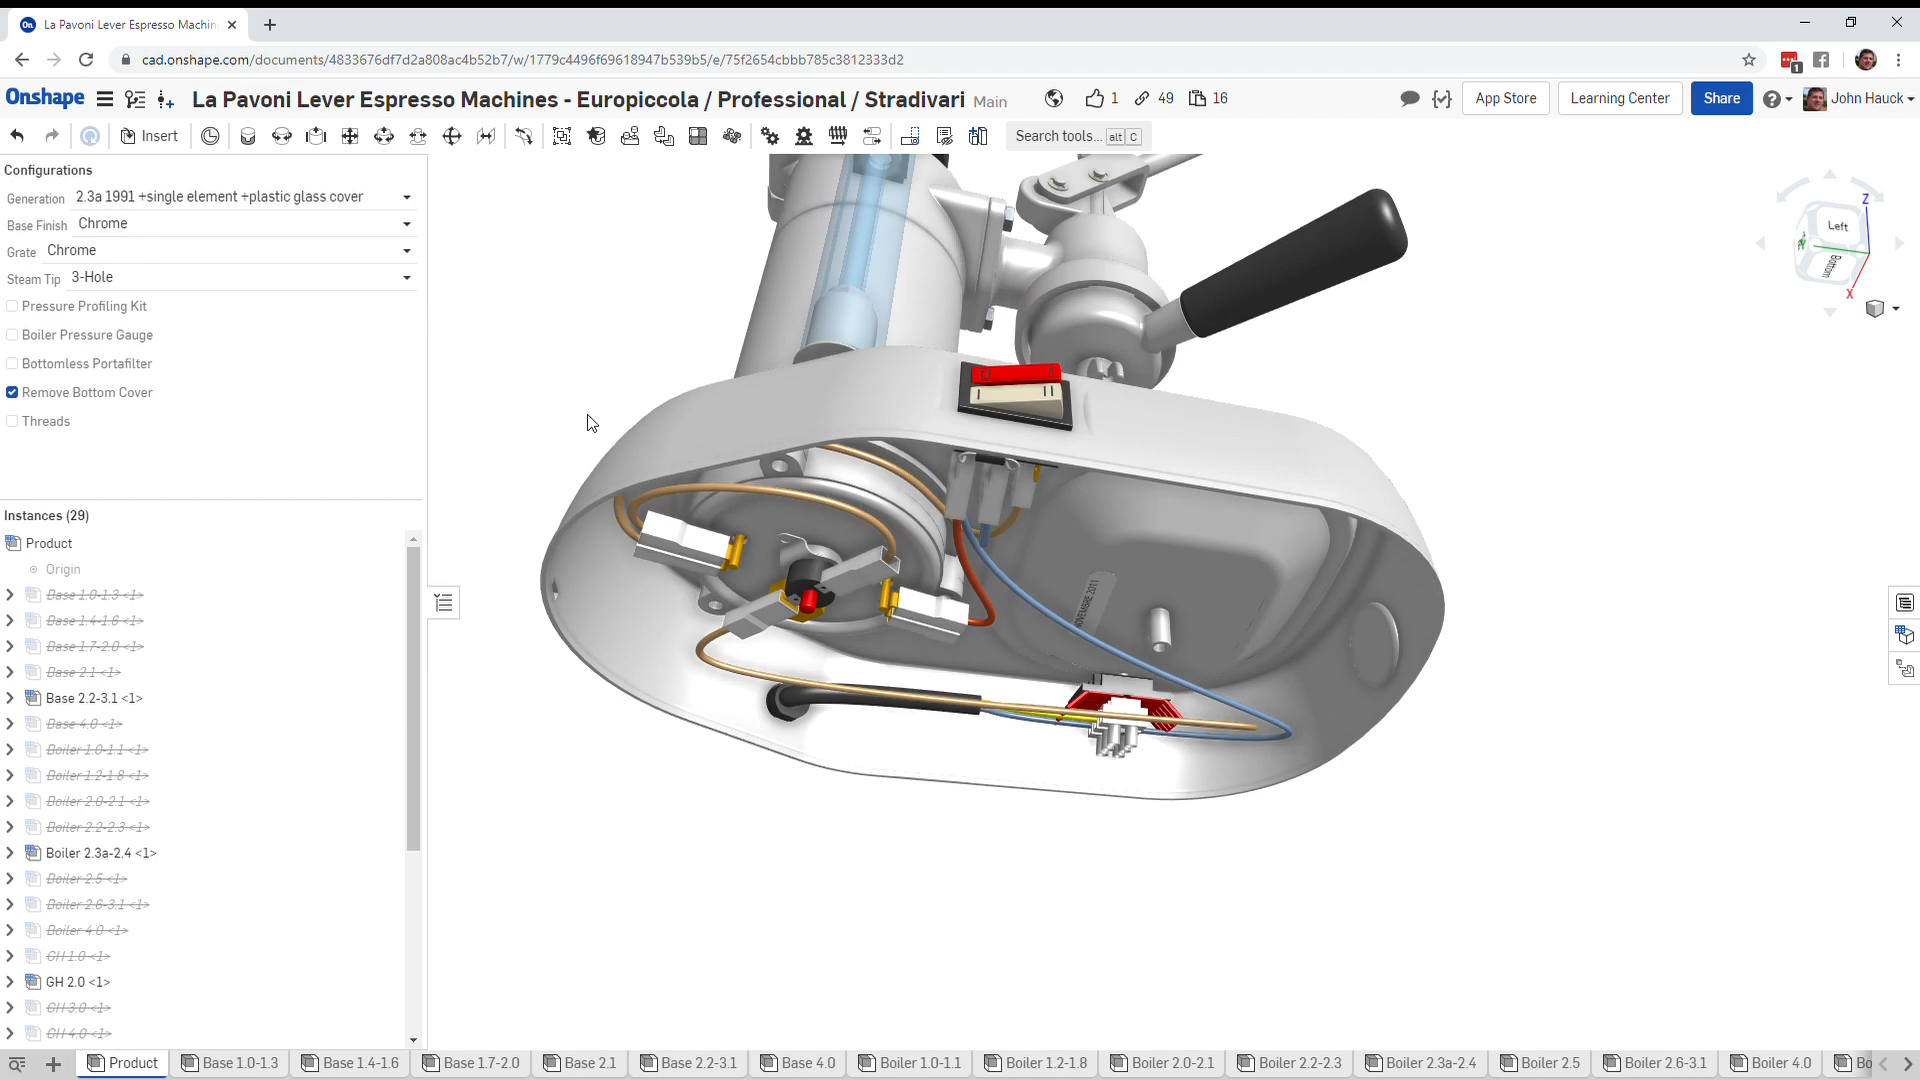 La Pavoni Lever Espresso Machin
cad.onshape.com/documents/4833676df7d2a808ac4b52b7/w/1779c4496f69618947b539b5/e/75f2654cbbb785c3812333d2
1
Onshape
La Pavoni Lever Espresso Machines - Europiccola / Professional / Stradivari Main
1
49
16
App Store
Learning Center
Share
John Hauck
Insert
Search tools... alt C
Configurations
Generation 2.3a 1991 +single element +plastic glass cover
Base Finish Chrome
Grate Chrome
Steam Tip 3-Hole
Pressure Profiling Kit
Boiler Pressure Gauge
Bottomless Portafilter
Remove Bottom Cover
Threads
Instances (29)
Product
Origin
Base 1.0-1.3 <1>
Base 1.4-1.6 <1>
Base 1.7-2.0 <1>
Base 2.1 <1>
Base 2.2-3.1 <1>
Base 4.0 <1>
Boiler 1.0-1.1 <1>
Boiler 1.2-1.8 <1>
Boiler 2.0-2.1 <1>
Boiler 2.2-2.3 <1>
Boiler 2.3a-2.4 <1>
Boiler 2.5 <1>
Boiler 2.6-3.1 <1>
Boiler 4.0 <1>
GH 1.0 <1>
GH 2.0 <1>
GH 3.0 <1>
GH 4.0 <1>
Z
Left
Bottom
X
I II
NOVEMBRE 2011
Product
Base 1.0-1.3
Base 1.4-1.6
Base 1.7-2.0
Base 2.1
Base 2.2-3.1
Base 4.0
Boiler 1.0-1.1
Boiler 1.2-1.8
Boiler 2.0-2.1
Boiler 2.2-2.3
Boiler 2.3a-2.4
Boiler 2.5
Boiler 2.6-3.1
Boiler 4.0
Bo